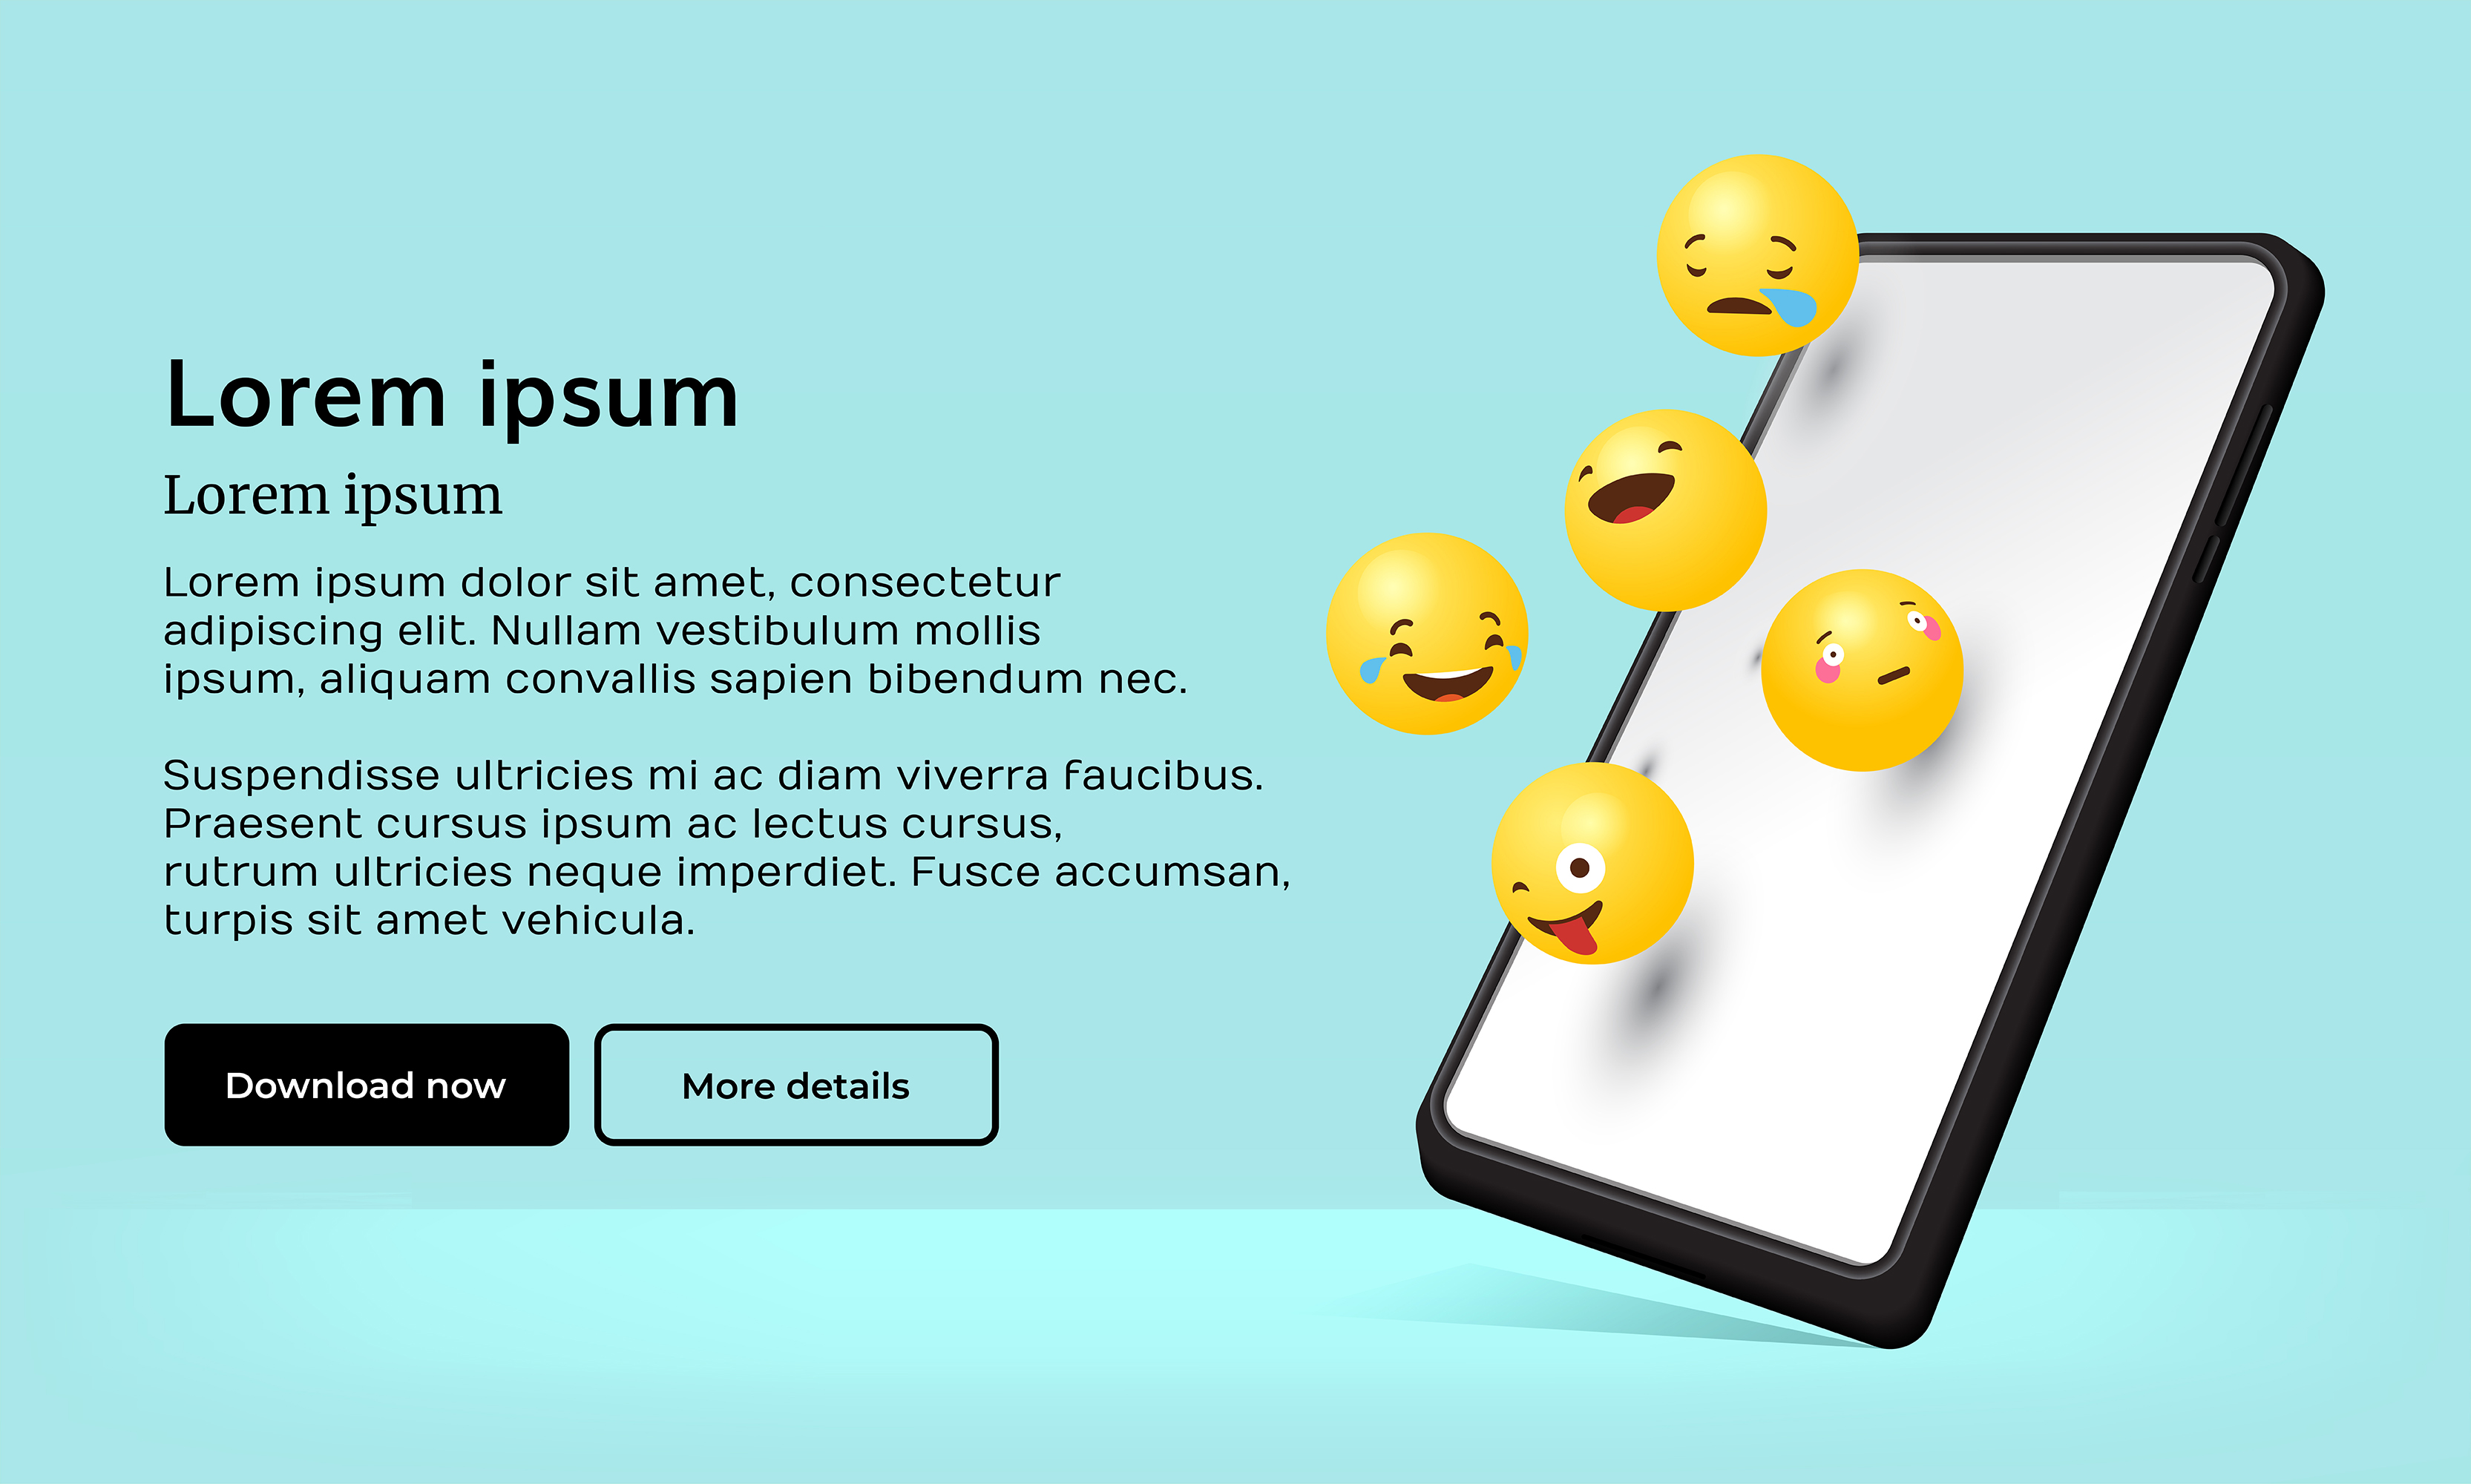 Lorem ipsum
Lorem ipsum
Lorem ipsum dolor sit amet, consectetur
adipiscing elit. Nullam vestibulum mollis
ipsum, aliquam convallis sapien bibendum nec.
Suspendisse ultricies mi ac diam viverra faucibus.
Praesent cursus ipsum ac lectus cursus,
rutrum ultricies neque imperdiet. Fusce accumsan,
turpis sit amet vehicula.
Download now
More details